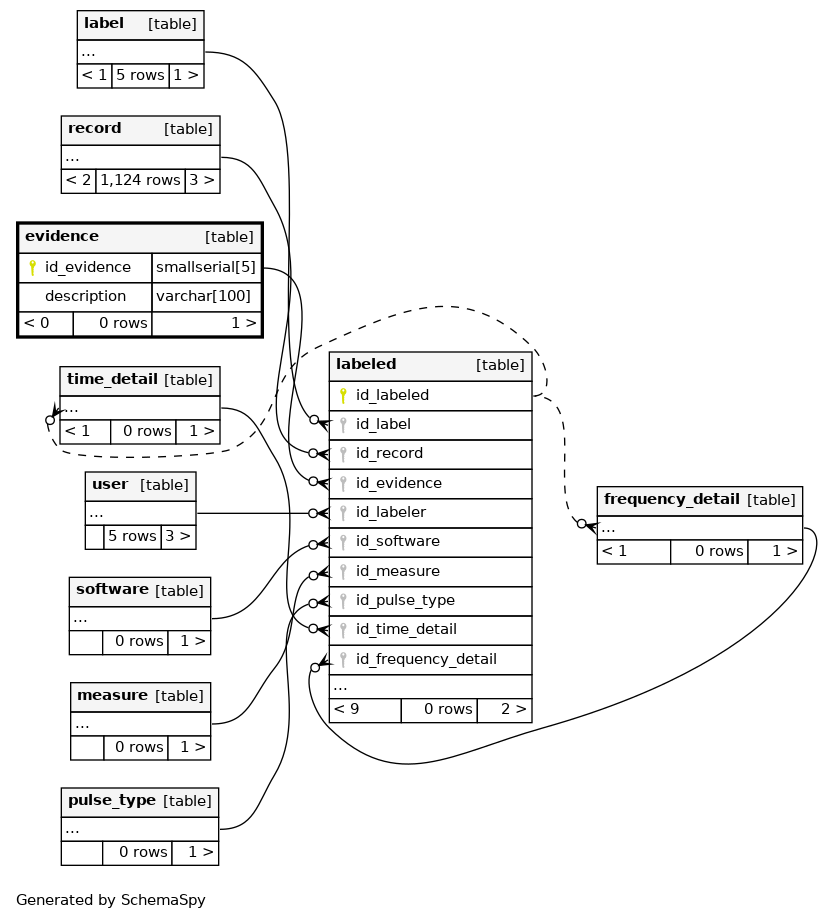 label [table]
...
< 1 5 rows 1 >
record [table]
...
< 2 1,124 rows 3 >
evidence [table]
id_evidence smallserial[5]
description varchar[100]
< 0 0 rows 1 >
time_detail [table]
...
< 1 0 rows 1 >
user [table]
...
5 rows 3 >
software [table]
...
0 rows 1 >
measure [table]
...
0 rows 1 >
pulse_type [table]
...
0 rows 1 >
labeled [table]
id_labeled
id_label
id_record
id_evidence
id_labeler
id_software
id_measure
id_pulse_type
id_time_detail
id_frequency_detail
...
< 9 0 rows 2 >
frequency_detail [table]
...
< 1 0 rows 1 >
Generated by SchemaSpy